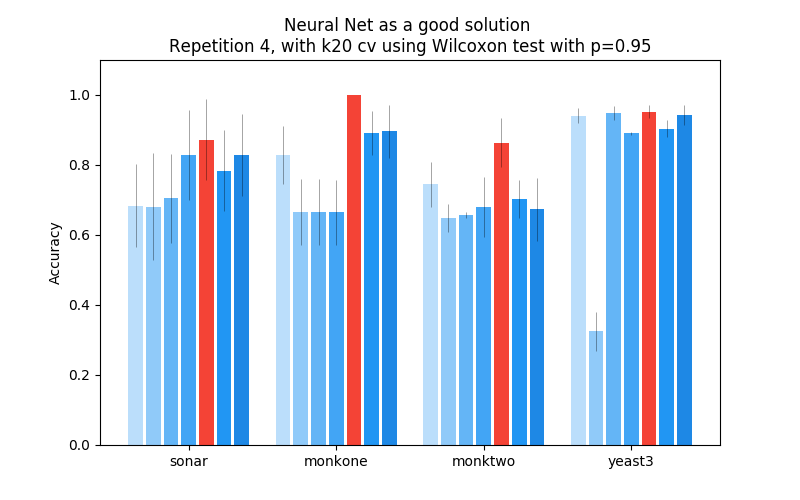 Neural Net as a good solution
Repetition 4, with k20 cv using Wilcoxon test with p=0.95
Accuracy
1.0
0.8
0.6
0.4
0.2
0.0
sonar
monkone
monktwo
yeast3